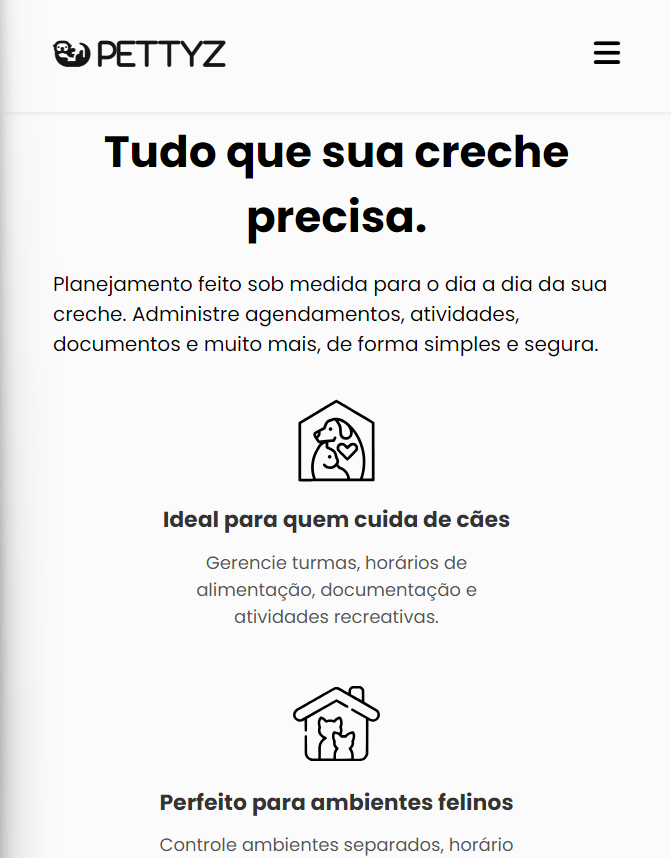 PETTYZ
Tudo que sua creche
precisa.
Planejamento feito sob medida para o dia a dia da sua
creche. Administre agendamentos, atividades,
documentos e muito mais, de forma simples e segura.
Ideal para quem cuida de cães
Gerencie turmas, horários de
alimentação, documentação e
atividades recreativas.
Perfeito para ambientes felinos
Controle ambientes separados, horário